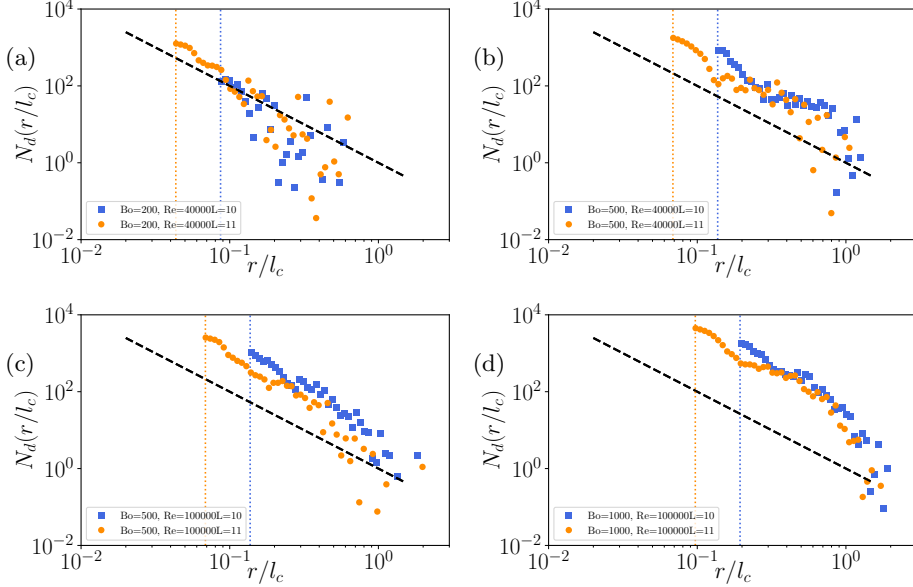 (a)
10^4
10^2
10^0
10^{-2}
N_d(r/l_c)
Bo=200, Re=40000L=10
Bo=200, Re=40000L=11
10^{-2}
10^{-1}
10^0
r/l_c
(b)
10^4
10^2
10^0
10^{-2}
N_d(r/l_c)
Bo=500, Re=40000L=10
Bo=500, Re=40000L=11
10^{-2}
10^{-1}
10^0
r/l_c
(c)
10^4
10^2
10^0
10^{-2}
N_d(r/l_c)
Bo=500, Re=100000L=10
Bo=500, Re=100000L=11
10^{-2}
10^{-1}
10^0
r/l_c
(d)
10^4
10^2
10^0
10^{-2}
N_d(r/l_c)
Bo=1000, Re=100000L=10
Bo=1000, Re=100000L=11
10^{-2}
10^{-1}
10^0
r/l_c